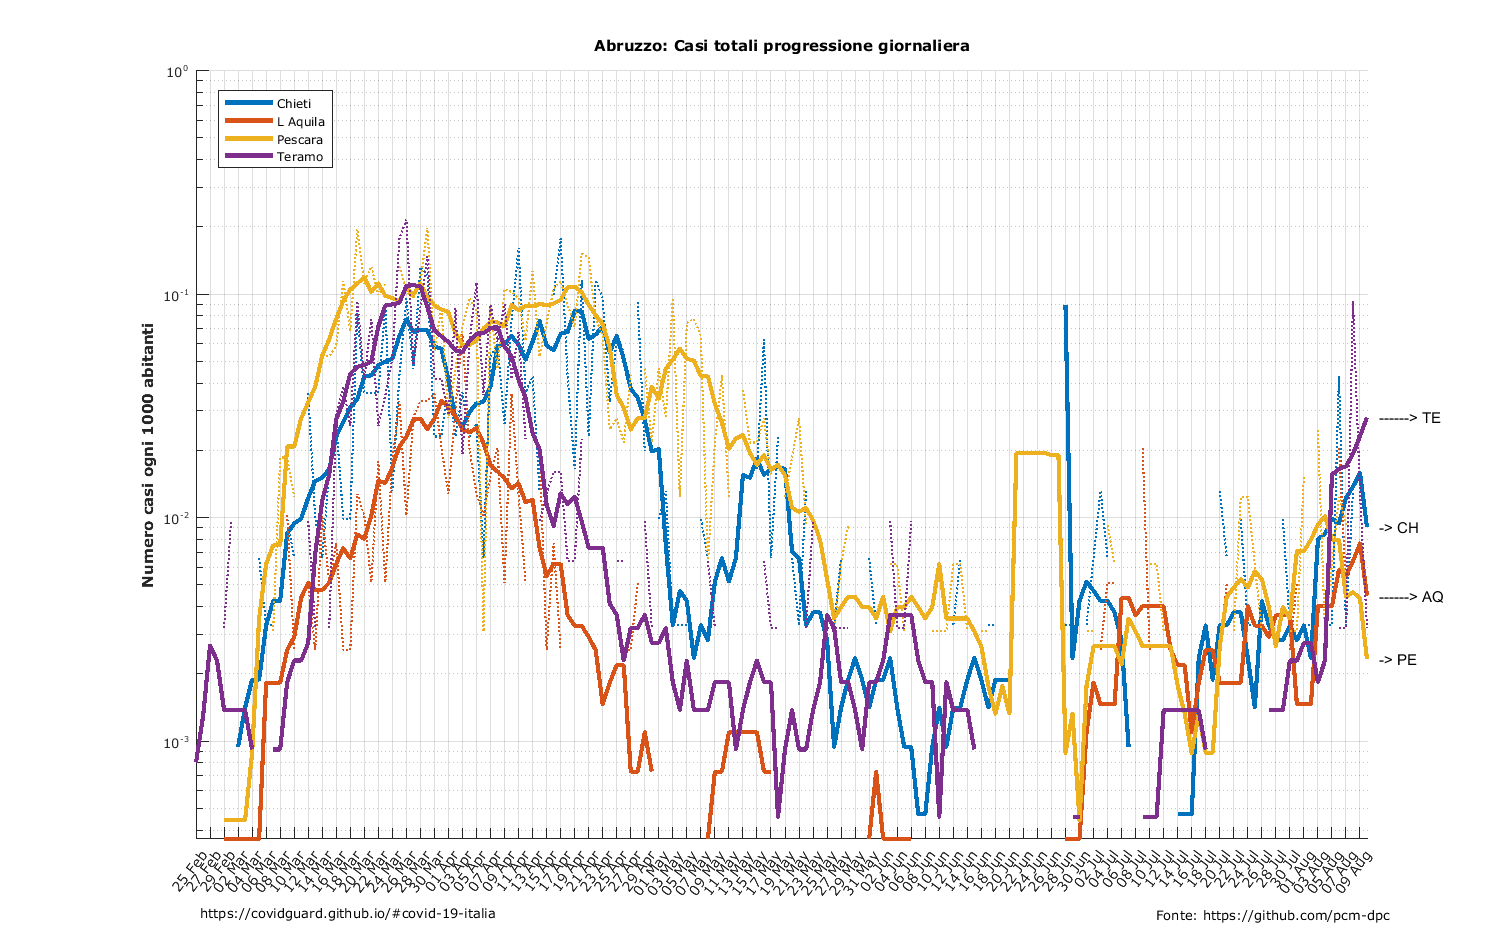 Abruzzo: Casi totali progressione giornaliera
10^0
10^-1
10^-2
10^-3
Numero casi ogni 1000 abitanti
Chieti
L Aquila
Pescara
Teramo
------> TE
-> CH
------> AQ
-> PE
25 Feb
27 Feb
29 Feb
02 Mar
04 Mar
06 Mar
08 Mar
10 Mar
12 Mar
14 Mar
16 Mar
18 Mar
20 Mar
22 Mar
24 Mar
26 Mar
28 Mar
30 Mar
01 Apr
03 Apr
05 Apr
07 Apr
09 Apr
11 Apr
13 Apr
15 Apr
17 Apr
19 Apr
21 Apr
23 Apr
25 Apr
27 Apr
29 Apr
01 May
03 May
05 May
07 May
09 May
11 May
13 May
15 May
17 May
19 May
21 May
23 May
25 May
27 May
29 May
31 May
02 Jun
04 Jun
06 Jun
08 Jun
10 Jun
12 Jun
14 Jun
16 Jun
18 Jun
20 Jun
22 Jun
24 Jun
26 Jun
28 Jun
30 Jun
02 Jul
04 Jul
06 Jul
08 Jul
10 Jul
12 Jul
14 Jul
16 Jul
18 Jul
20 Jul
22 Jul
24 Jul
26 Jul
28 Jul
30 Jul
01 Aug
03 Aug
05 Aug
07 Aug
09 Aug
https://covidguard.github.io/#covid-19-italia
Fonte: https://github.com/pcm-dpc